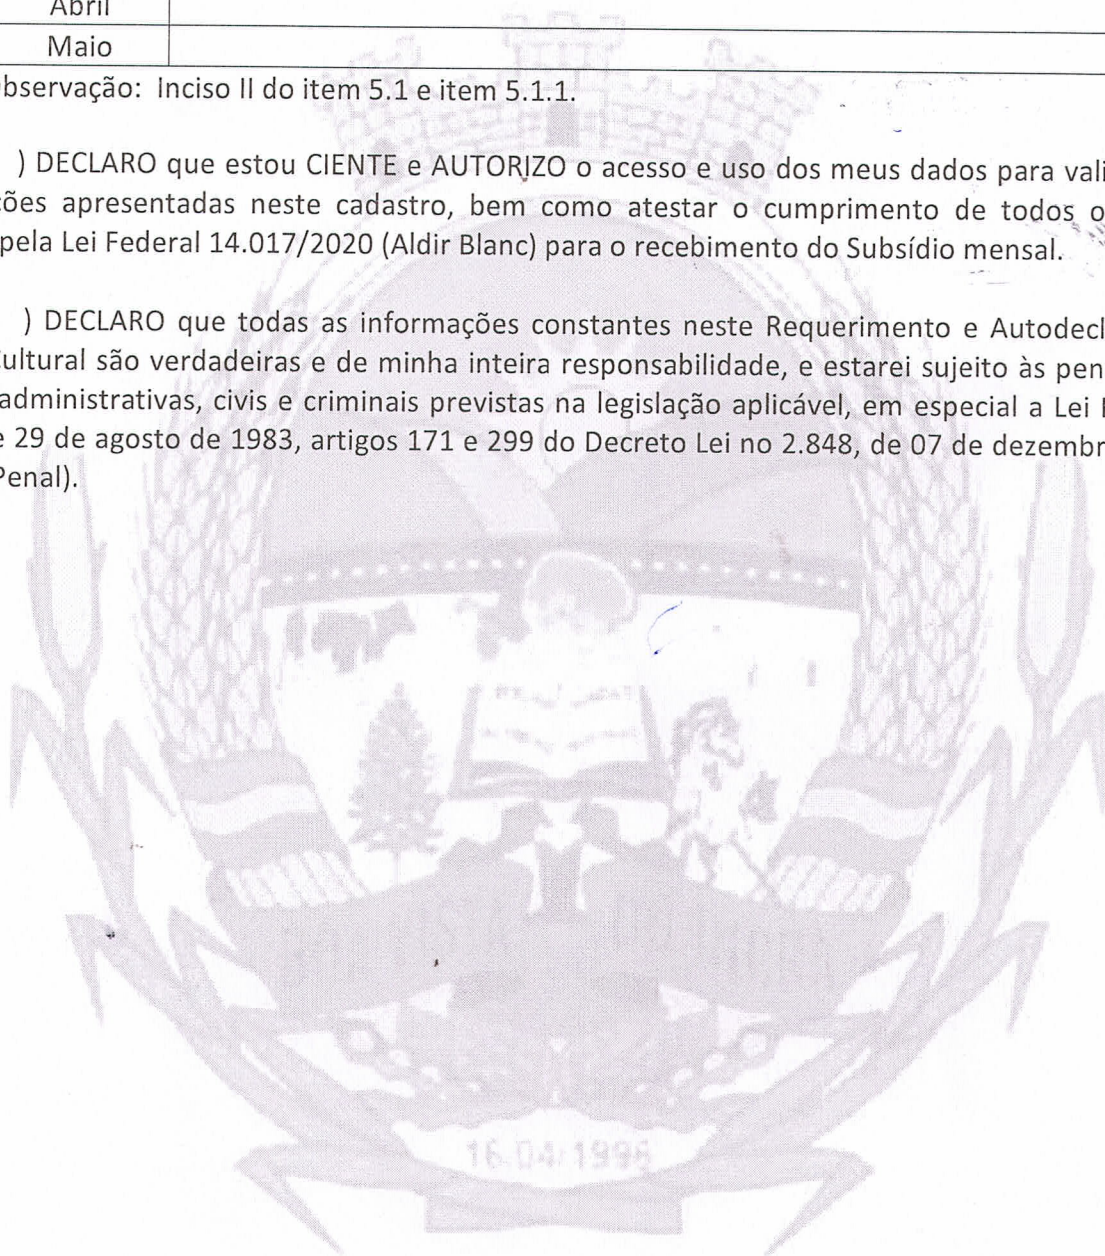 Abril
Maio
bservação: Inciso II do item 5.1 e item 5.1.1.
) DECLARO que estou CIENTE e AUTORIZO o acesso e uso dos meus dados para vali
ções apresentadas neste cadastro, bem como atestar o cumprimento de todos o
pela Lei Federal 14.017/2020 (Aldir Blanc) para o recebimento do Subsídio mensal.
) DECLARO que todas as informações constantes neste Requerimento e Autodecl
ultural são verdadeiras e de minha inteira responsabilidade, e estarei sujeito às pen
administrativas, civis e criminais previstas na legislação aplicável, em especial a Lei
e 29 de agosto de 1983, artigos 171 e 299 do Decreto Lei no 2.848, de 07 de dezembr
Penal).